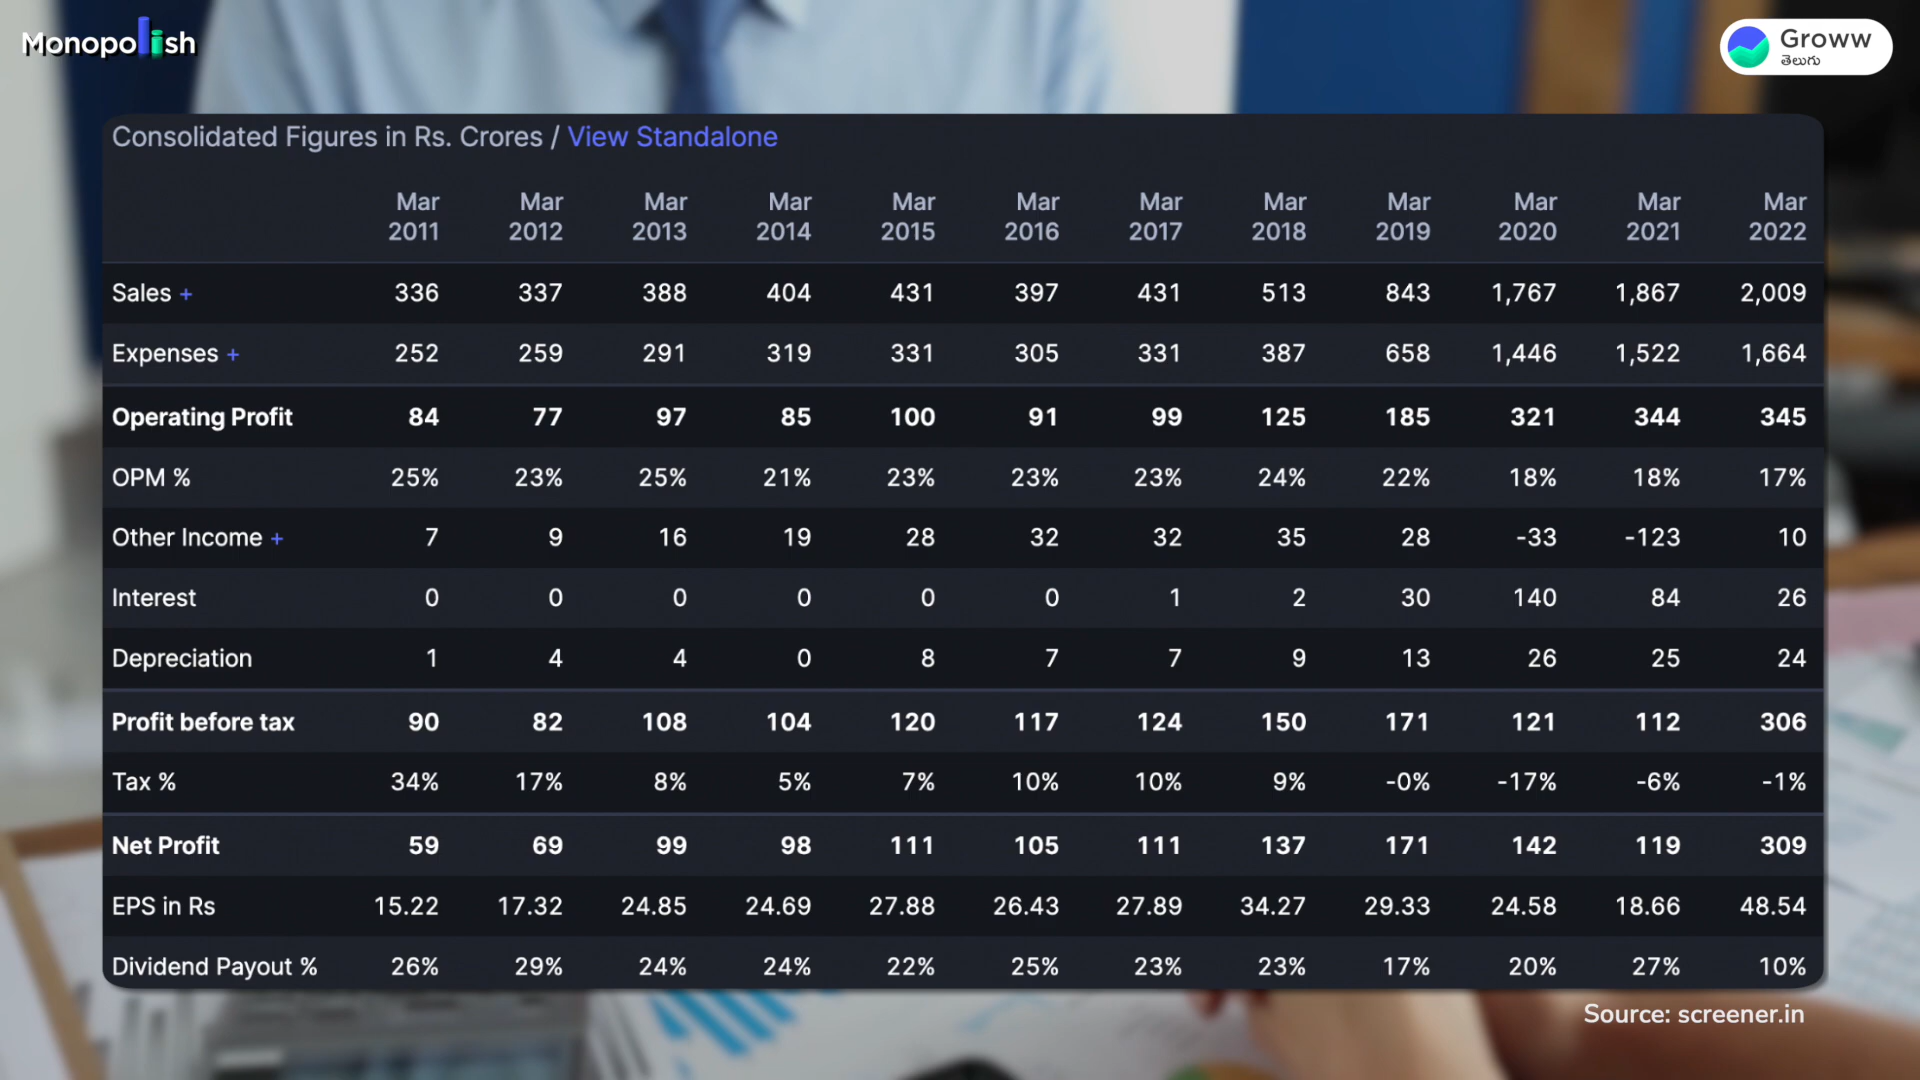 Monopolish
Groww
తెలుగు
Consolidated Figures in Rs. Crores / View Standalone
Mar 2011 Mar 2012 Mar 2013 Mar 2014 Mar 2015 Mar 2016 Mar 2017 Mar 2018 Mar 2019 Mar 2020 Mar 2021 Mar 2022
Sales + 336 337 388 404 431 397 431 513 843 1,767 1,867 2,009
Expenses + 252 259 291 319 331 305 331 387 658 1,446 1,522 1,664
Operating Profit 84 77 97 85 100 91 99 125 185 321 344 345
OPM % 25% 23% 25% 21% 23% 23% 23% 24% 22% 18% 18% 17%
Other Income + 7 9 16 19 28 32 32 35 28 -33 -123 10
Interest 0 0 0 0 0 0 1 2 30 140 84 26
Depreciation 1 4 4 0 8 7 7 9 13 26 25 24
Profit before tax 90 82 108 104 120 117 124 150 171 121 112 306
Tax % 34% 17% 8% 5% 7% 10% 10% 9% -0% -17% -6% -1%
Net Profit 59 69 99 98 111 105 111 137 171 142 119 309
EPS in Rs 15.22 17.32 24.85 24.69 27.88 26.43 27.89 34.27 29.33 24.58 18.66 48.54
Dividend Payout % 26% 29% 24% 24% 22% 25% 23% 23% 17% 20% 27% 10%
Source: screener.in